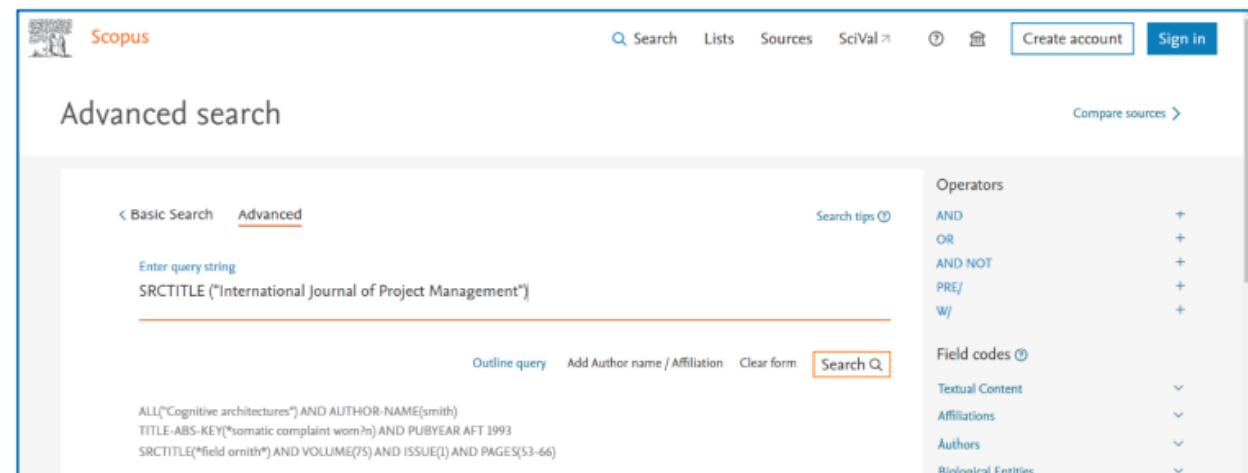 Scopus
Search Lists Sources SciVal Create account Sign in
Advanced search
Compare sources
Basic Search Advanced
Search tips
Enter query string
SRCTITLE ("International Journal of Project Management")
Outline query Add Author name / Affiliation Clear form Search
ALL("Cognitive architectures") AND AUTHOR-NAME(smith)
TITLE-ABS-KEY(*somatic complaint wom?n) AND PUBYEAR AFT 1993
SRCTITLE(*field ornith*) AND VOLUME(75) AND ISSUE(1) AND PAGES(53-66)
Operators
AND +
OR +
AND NOT +
PRE/ +
W/ +
Field codes
Textual Content
Affiliations
Authors
Biological Entities